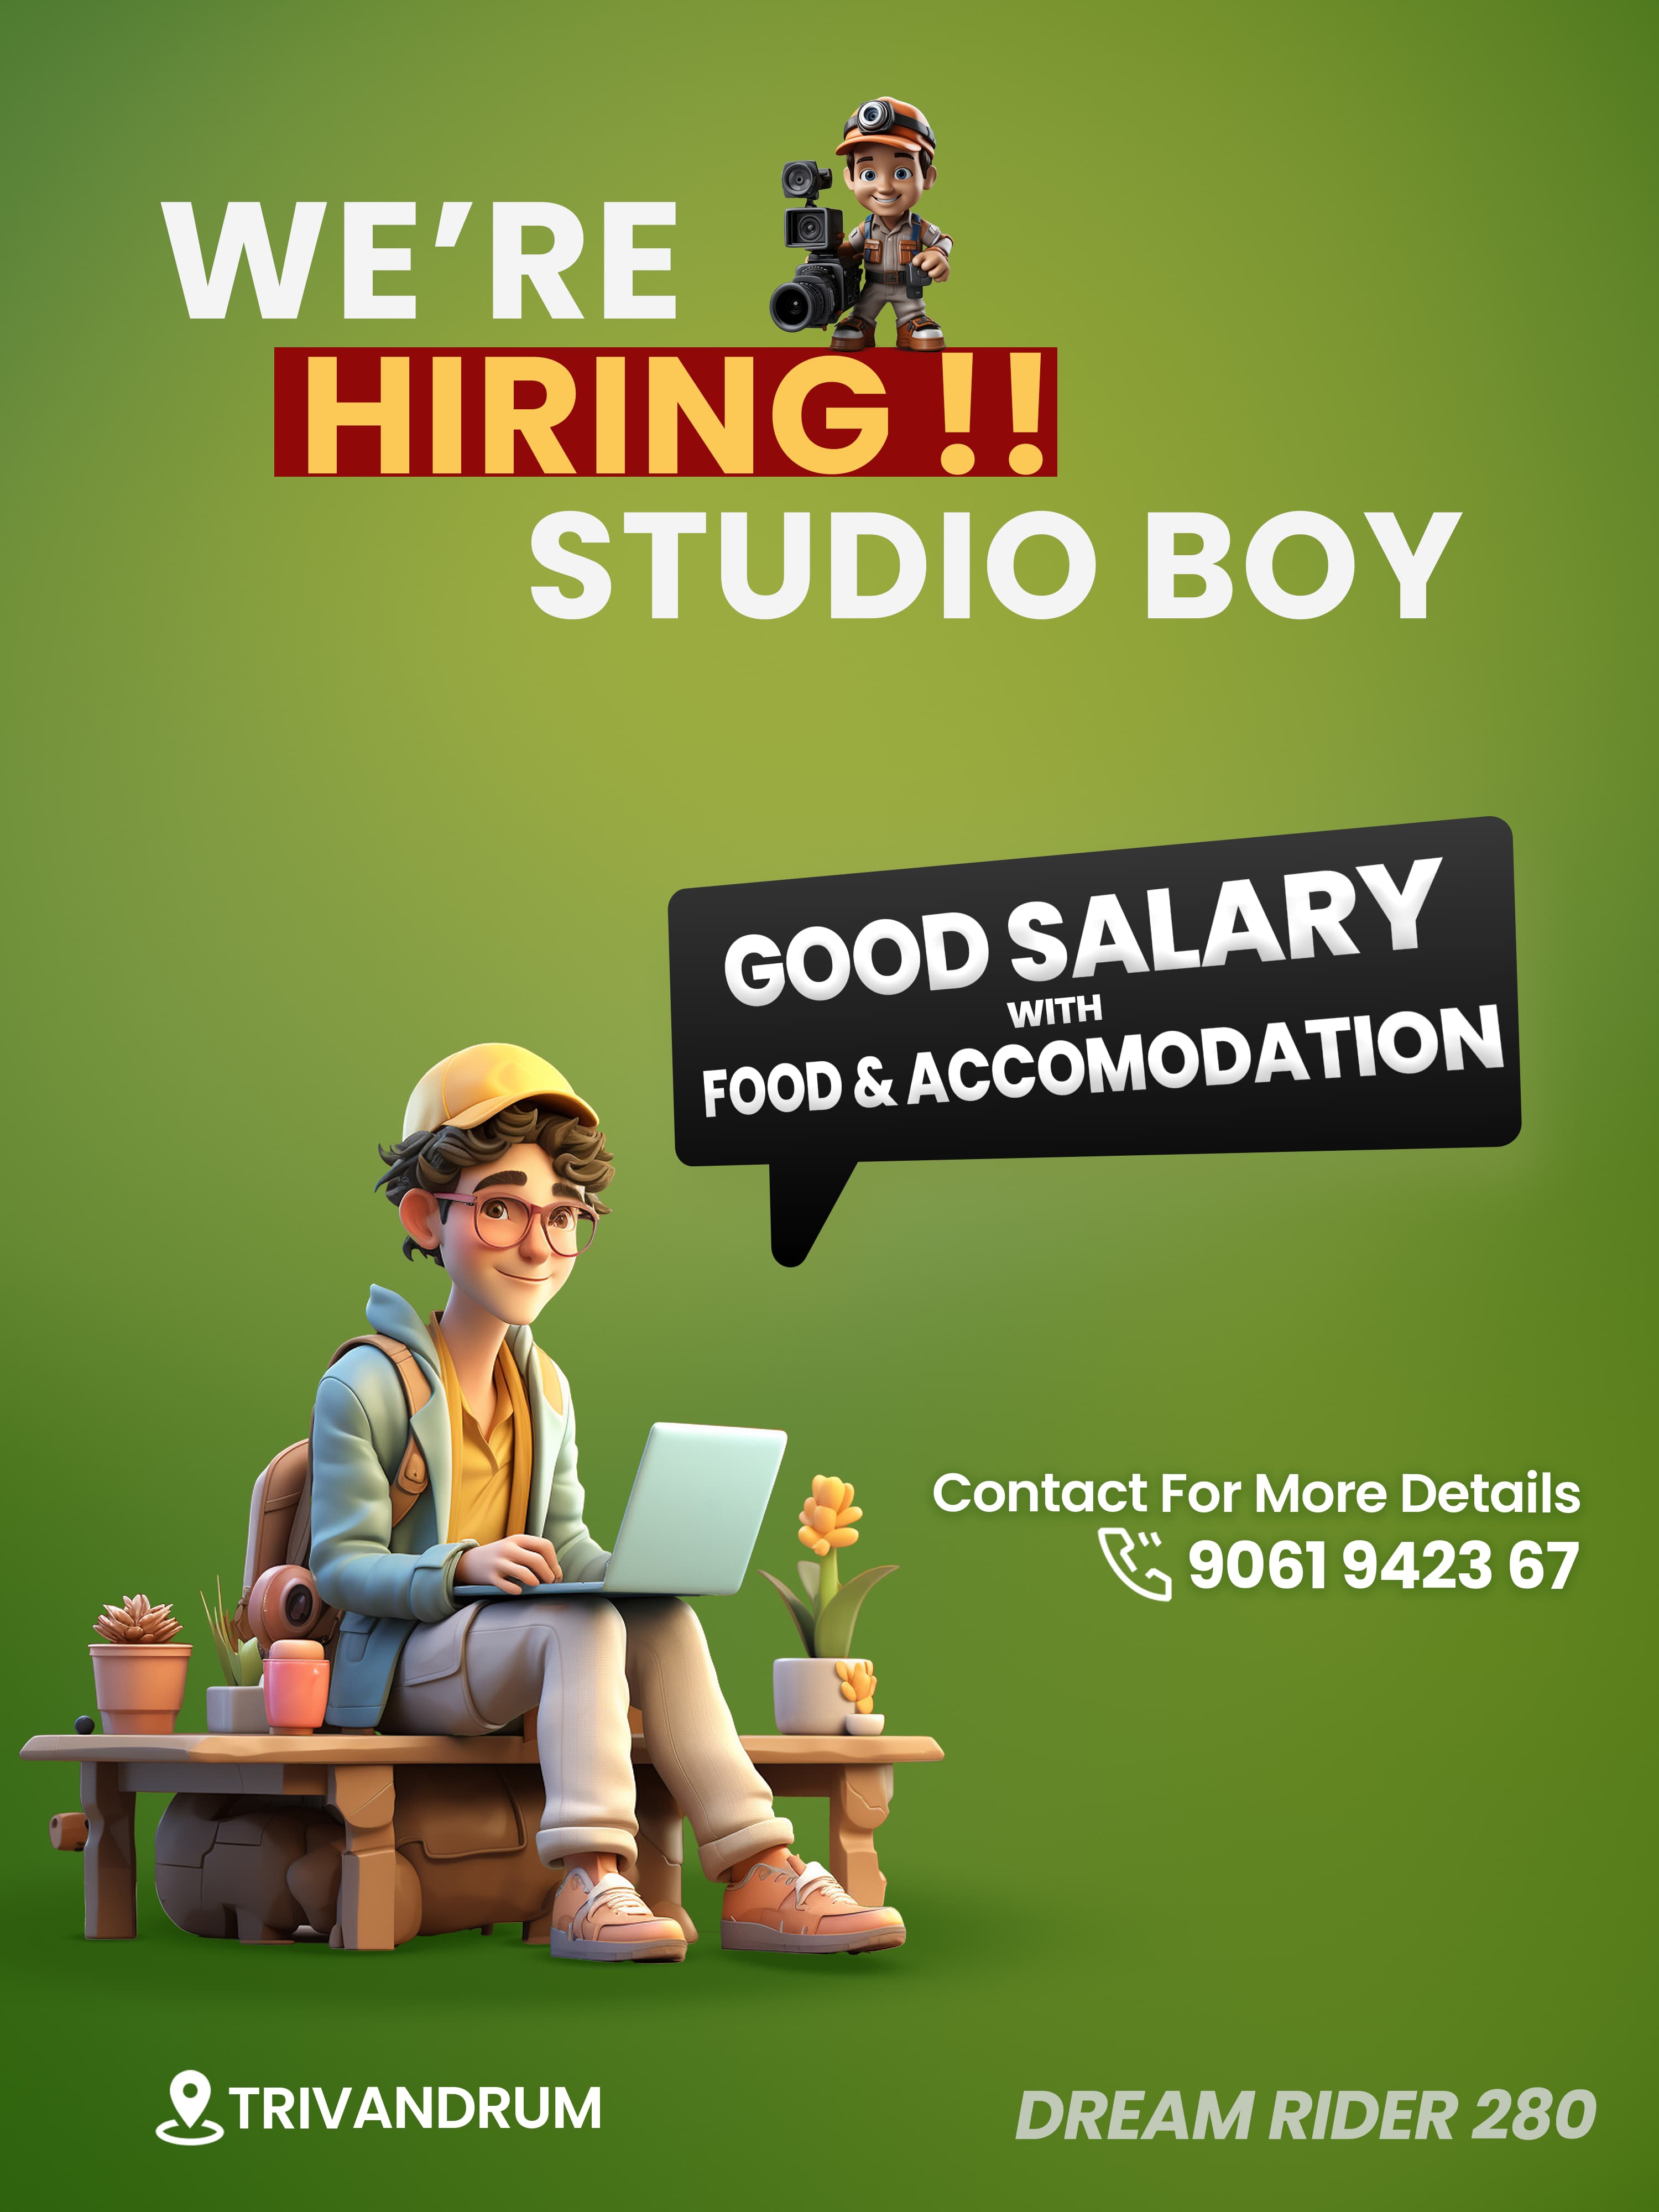 WE’RE
HIRING !!
STUDIO BOY
GOOD SALARY
WITH
FOOD & ACCOMODATION
Contact For More Details
9061 9423 67
TRIVANDRUM
DREAM RIDER 280